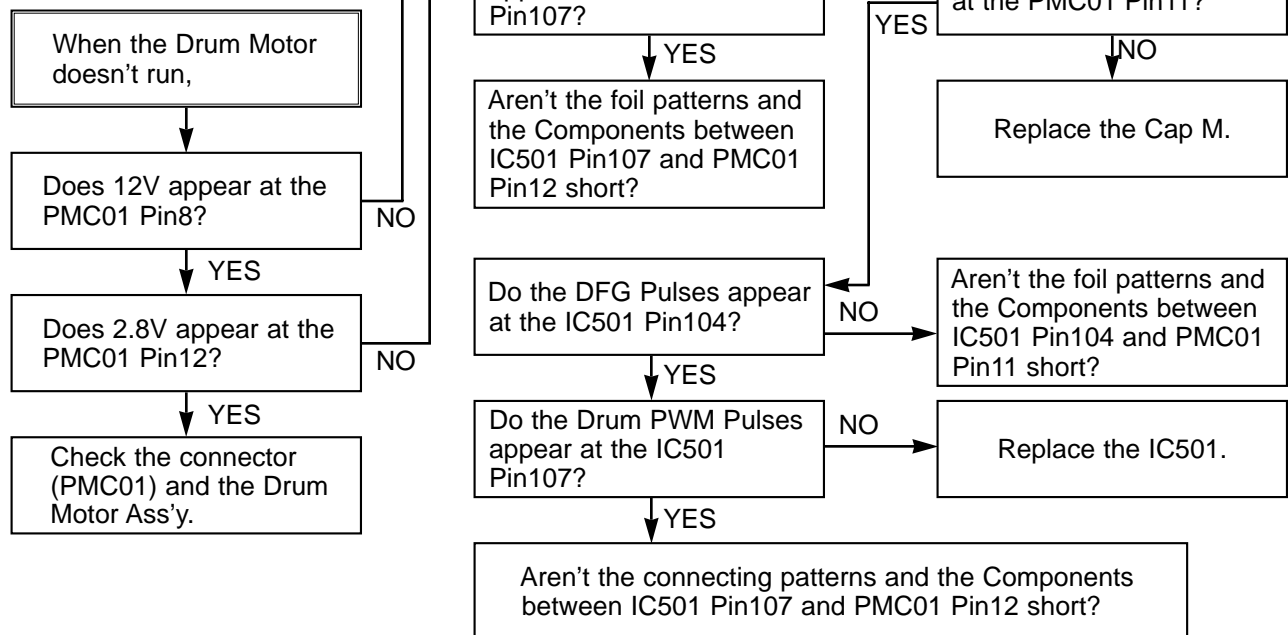 When the Drum Motor
doesn't run,
Does 12V appear at the
PMC01 Pin8?
NO
YES
Does 2.8V appear at the
PMC01 Pin12?
NO
YES
Check the connector
(PMC01) and the Drum
Motor Ass'y.
Pin107?
YES
Aren't the foil patterns and
the Components between
IC501 Pin107 and PMC01
Pin12 short?
at the PMC01 Pin11?
YES
NO
Replace the Cap M.
Do the DFG Pulses appear
at the IC501 Pin104?
NO
Aren't the foil patterns and
the Components between
IC501 Pin104 and PMC01
Pin11 short?
YES
Do the Drum PWM Pulses
appear at the IC501
Pin107?
NO
Replace the IC501.
YES
Aren't the connecting patterns and the Components
between IC501 Pin107 and PMC01 Pin12 short?